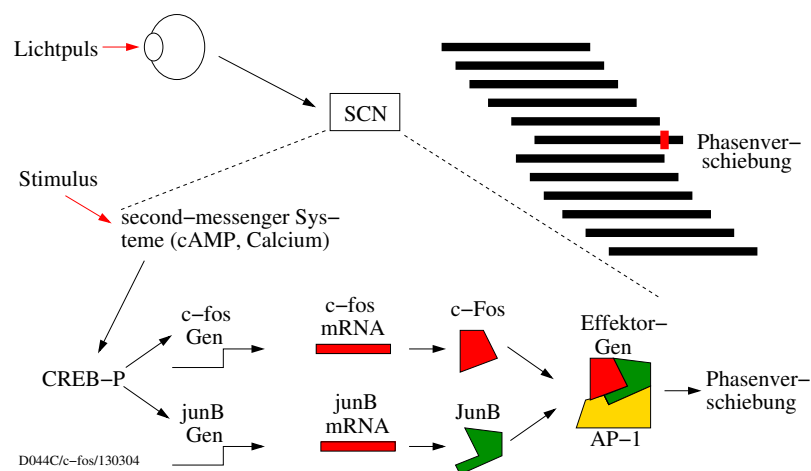 Lichtpuls
SCN
Phasenver−
schiebung
Stimulus
second−messenger Sys−
teme (cAMP, Calcium)
c−fos
Gen
c−fos
mRNA
c−Fos
Effektor-
Gen
CREB−P
Phasenver−
schiebung
junB
Gen
junB
mRNA
JunB
AP−1
D044C/c−fos/130304